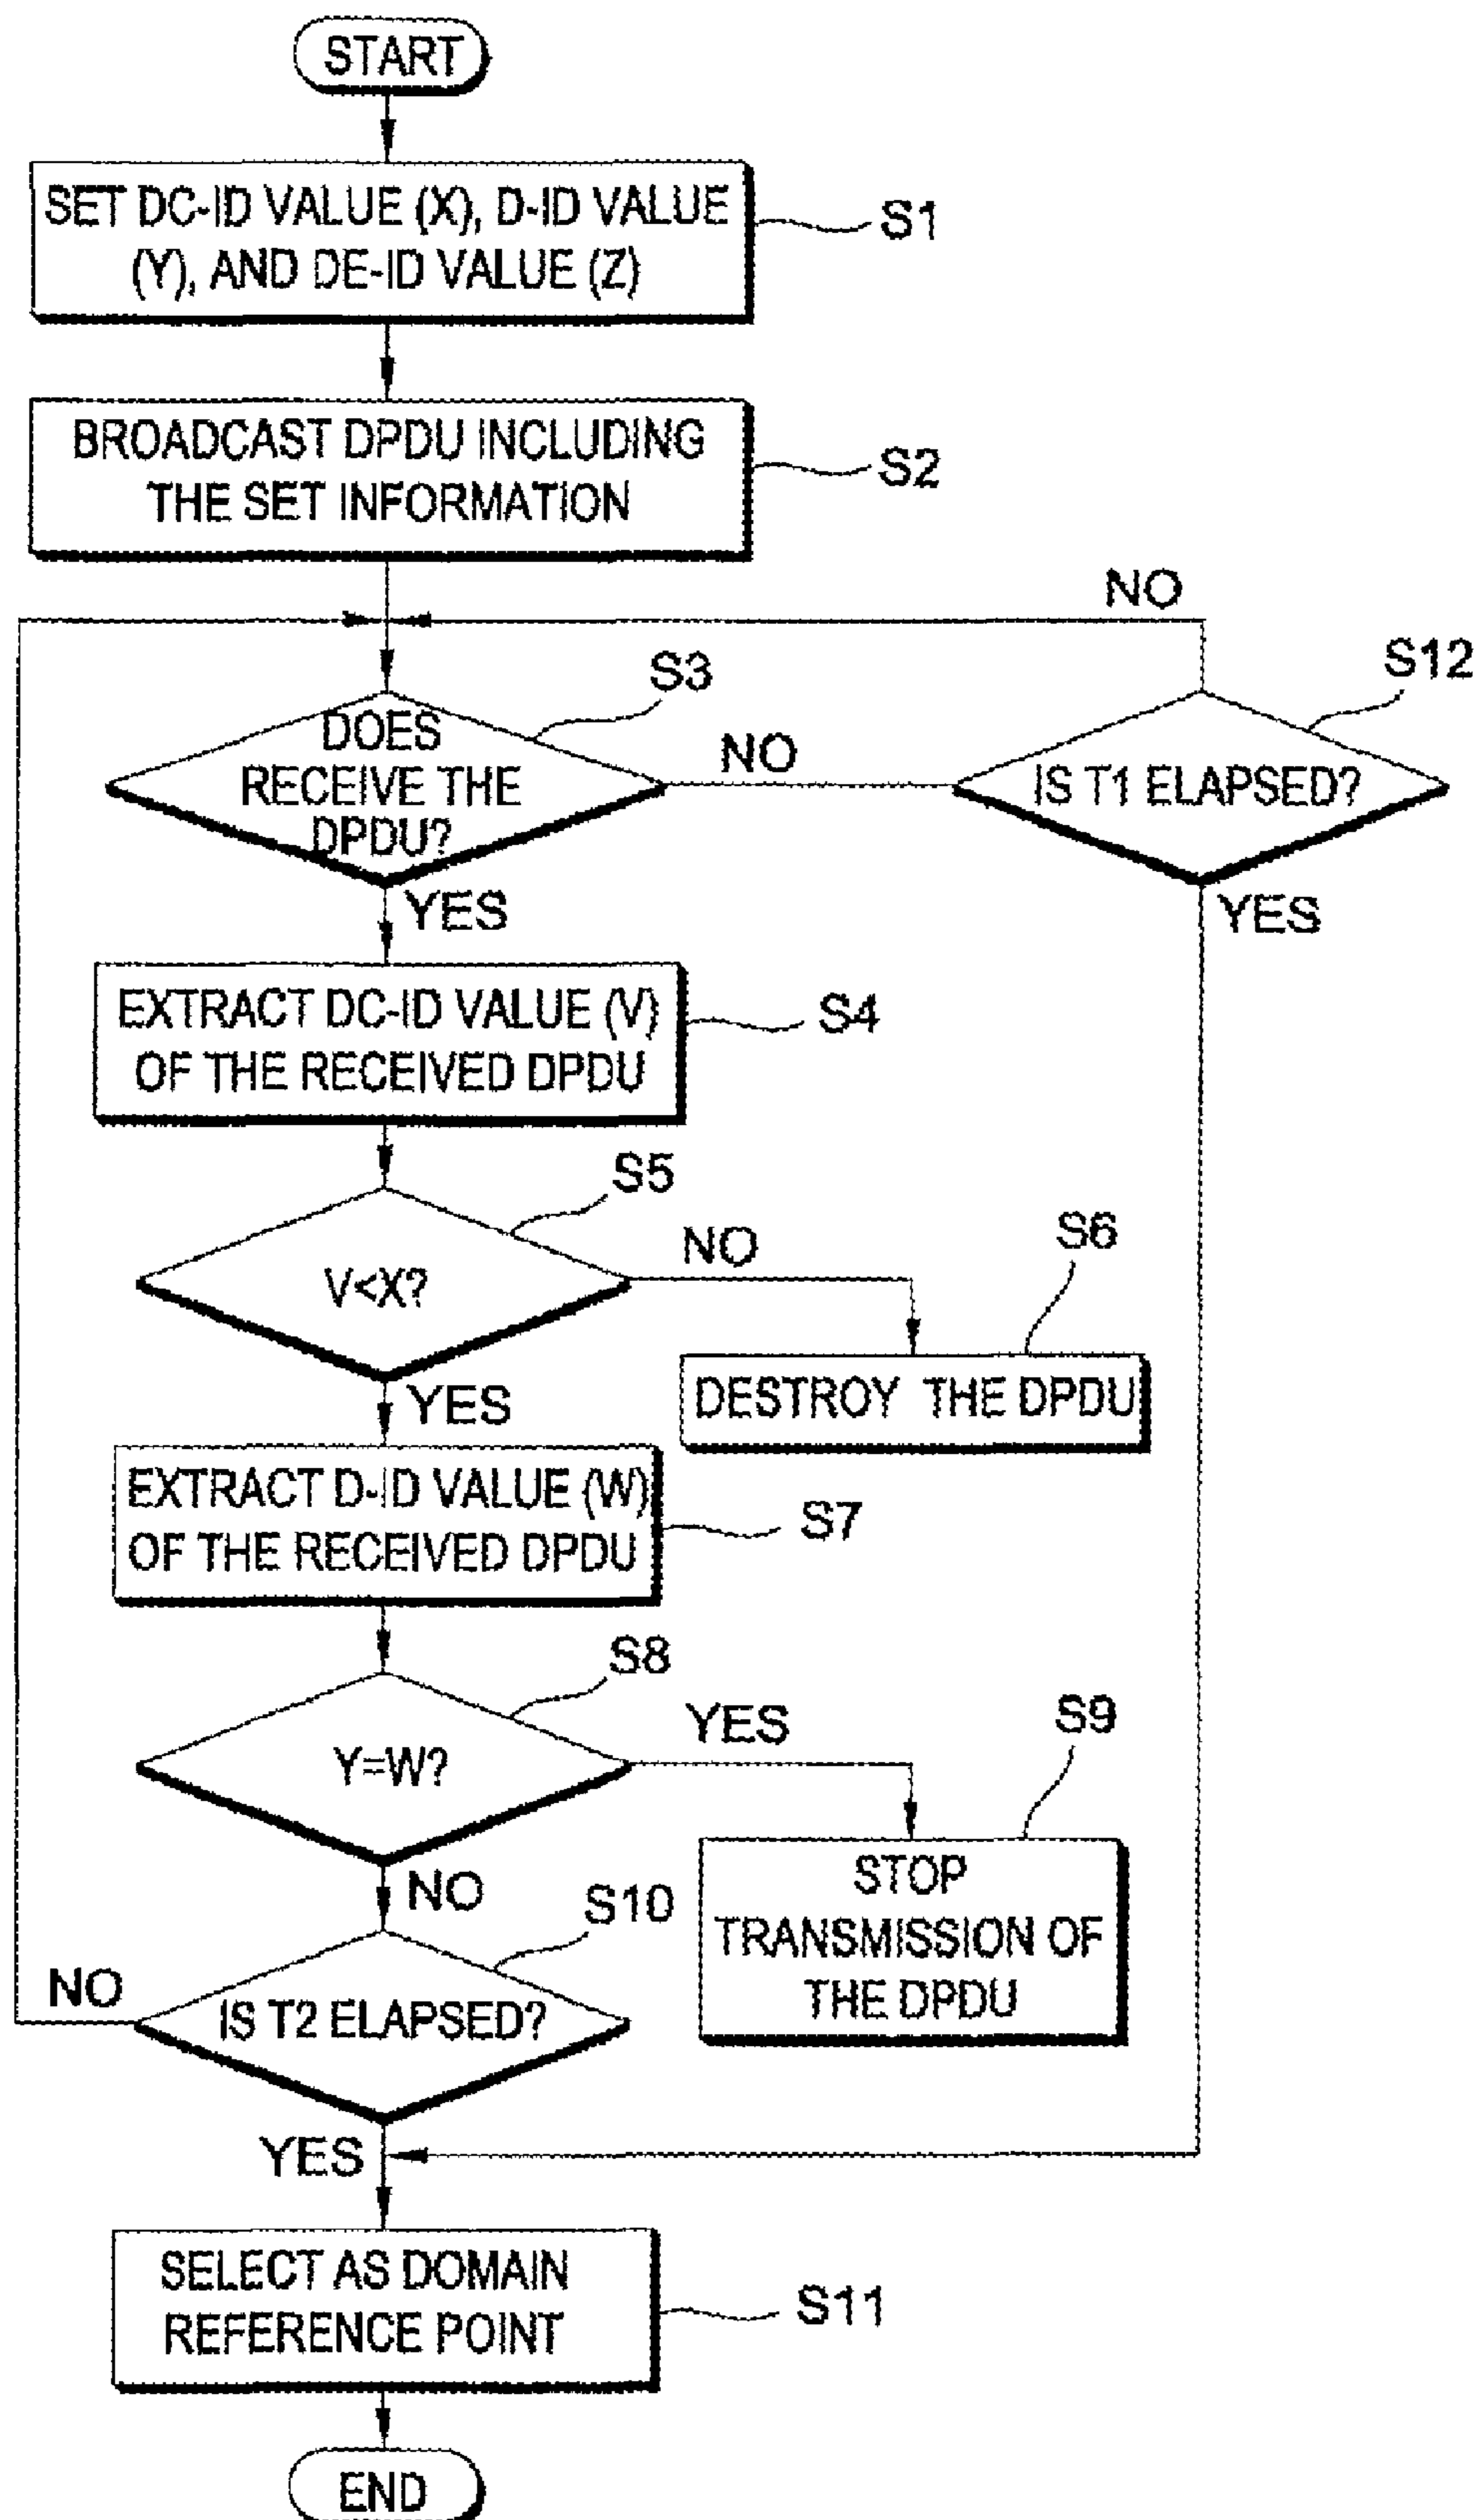 START
SET DC-ID VALUE (X), D-ID VALUE
(Y), AND DE-ID VALUE (Z)
S1
BROADCAST DPDU INCLUDING
THE SET INFORMATION
S2
NO
S3
S12
DOES
RECEIVE THE
DPDU?
NO
IS T1 ELAPSED?
YES
YES
EXTRACT DC-ID VALUE (V)
OF THE RECEIVED DPDU
S4
S5
V<X?
NO
S6
YES
DESTROY THE DPDU
EXTRACT D-ID VALUE (W)
OF THE RECEIVED DPDU
S7
S8
Y=W?
YES
S9
NO
STOP
TRANSMISSION OF
THE DPDU
S10
NO
IS T2 ELAPSED?
YES
SELECT AS DOMAIN
REFERENCE POINT
S11
END